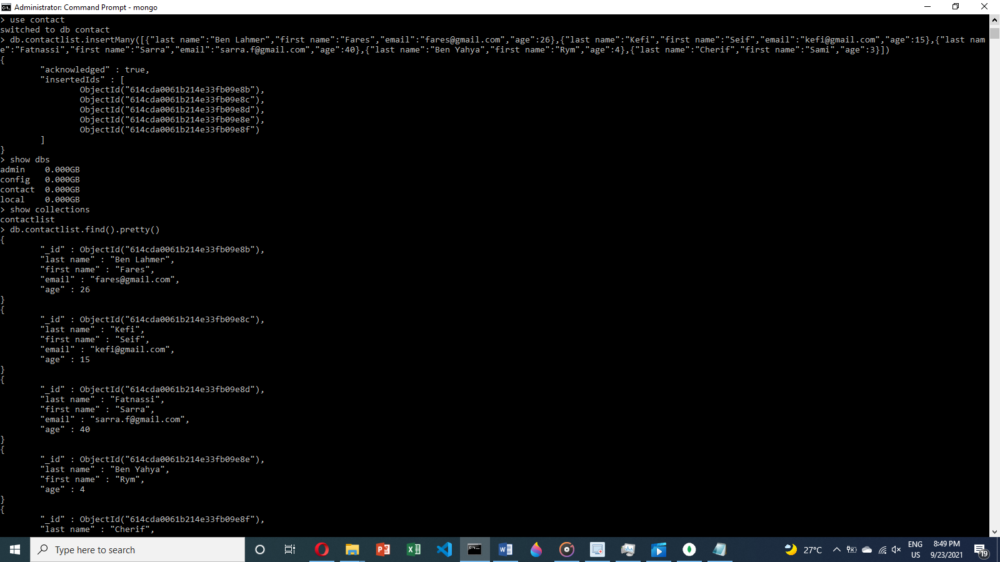 Administrator: Command Prompt - mongo
> use contact
switched to db contact
> db.contactlist.insertMany([{"last name":"Ben Lahmer","first name":"Fares","email":"fares@gmail.com","age":26},{"last name":"Kefi","first name":"Seif","email":"kefi@gmail.com","age":15},{"last nam
e":"Fatnassi","first name":"Sarra","email":"sarra.f@gmail.com","age":40},{"last name":"Ben Yahya","first name":"Rym","age":4},{"last name":"Cherif","first name":"Sami","age":3}])
{
"acknowledged" : true,
"insertedIds" : [
ObjectId("614cda0061b214e33fb09e8b"),
ObjectId("614cda0061b214e33fb09e8c"),
ObjectId("614cda0061b214e33fb09e8d"),
ObjectId("614cda0061b214e33fb09e8e"),
ObjectId("614cda0061b214e33fb09e8f")
]
}
> show dbs
admin    0.000GB
config   0.000GB
contact  0.000GB
local    0.000GB
> show collections
contactlist
> db.contactlist.find().pretty()
{
"_id" : ObjectId("614cda0061b214e33fb09e8b"),
"last name" : "Ben Lahmer",
"first name" : "Fares",
"email" : "fares@gmail.com",
"age" : 26
}
{
"_id" : ObjectId("614cda0061b214e33fb09e8c"),
"last name" : "Kefi",
"first name" : "Seif",
"email" : "kefi@gmail.com",
"age" : 15
}
{
"_id" : ObjectId("614cda0061b214e33fb09e8d"),
"last name" : "Fatnassi",
"first name" : "Sarra",
"email" : "sarra.f@gmail.com",
"age" : 40
}
{
"_id" : ObjectId("614cda0061b214e33fb09e8e"),
"last name" : "Ben Yahya",
"first name" : "Rym",
"age" : 4
}
{
"_id" : ObjectId("614cda0061b214e33fb09e8f"),
"last name" : "Cherif",
Type here to search
27°C
ENG
US
8:49 PM
9/23/2021
19